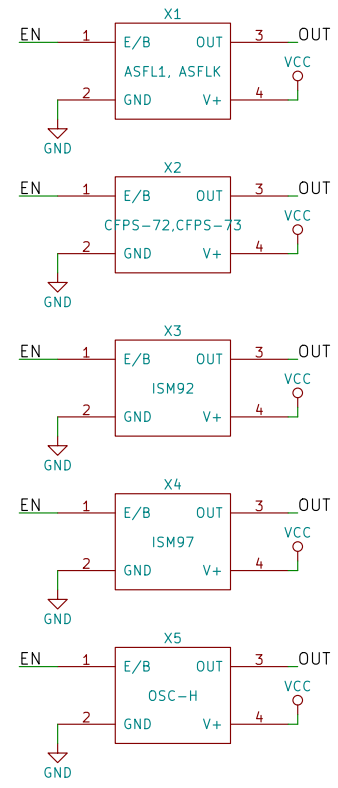 X1
EN 1 E/B OUT 3 OUT
ASFL1, ASFLK VCC
2 GND V+ 4
GND
X2
EN 1 E/B OUT 3 OUT
CFPS-72,CFPS-73 VCC
2 GND V+ 4
GND
X3
EN 1 E/B OUT 3 OUT
ISM92 VCC
2 GND V+ 4
GND
X4
EN 1 E/B OUT 3 OUT
ISM97 VCC
2 GND V+ 4
GND
X5
EN 1 E/B OUT 3 OUT
OSC-H VCC
2 GND V+ 4
GND